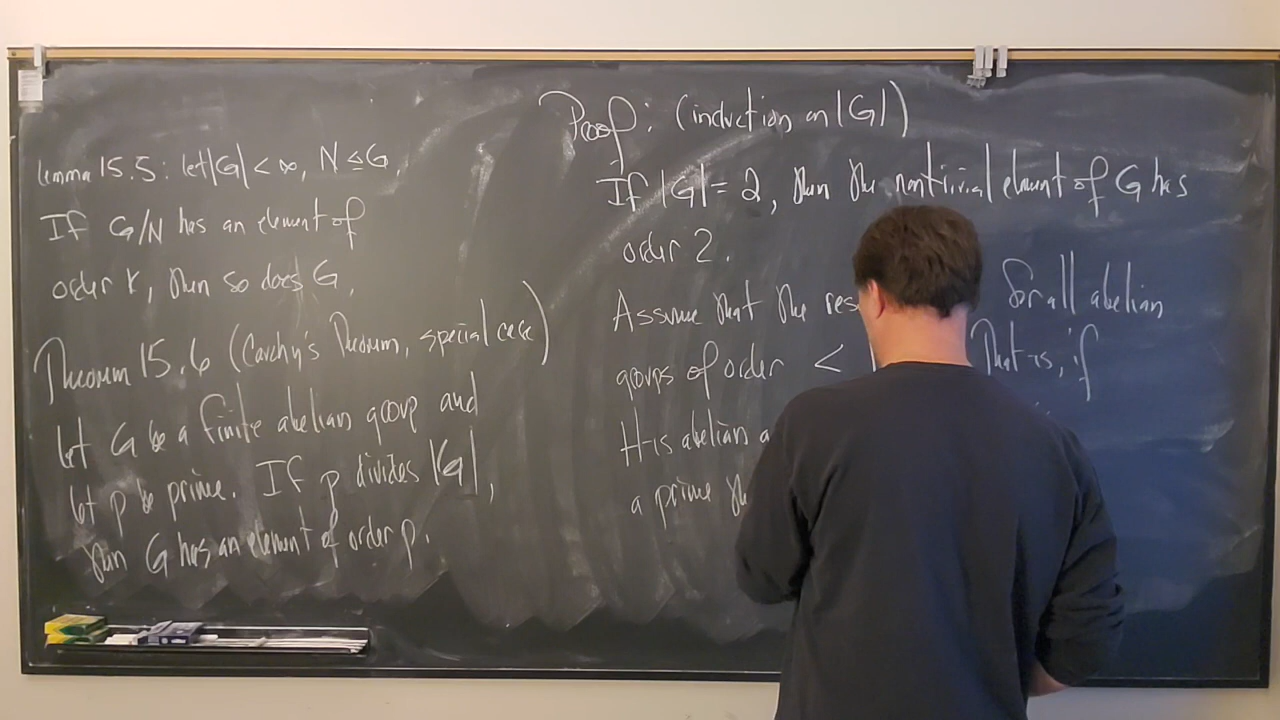 Lemma 15.5: let |G| < ∞, N ⊴ G.
If G/N has an element of
order k, then so does G.
Theorem 15.6 (Cauchy's Theorem, special case)
let G be a finite abelian group and
let p be prime. If p divides |G|,
then G has an element of order p.
Proof: (induction on |G|)
If |G| = 2, then the nontrivial element of G has
order 2.
Assume that the res for all abelian
groups of order < That is, if
H is abelian a
a prime